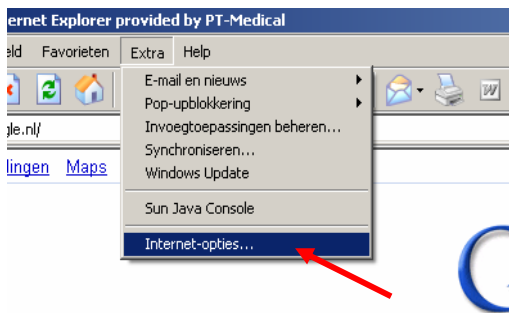 ernet Explorer provided by PT-Medical
eld Favorieten Extra Help
E-mail en nieuws
Pop-upblokkering
Invoegtoepassingen beheren...
Synchroniseren...
Windows Update
Sun Java Console
Internet-opties...
gle.nl/
lingen Maps
W